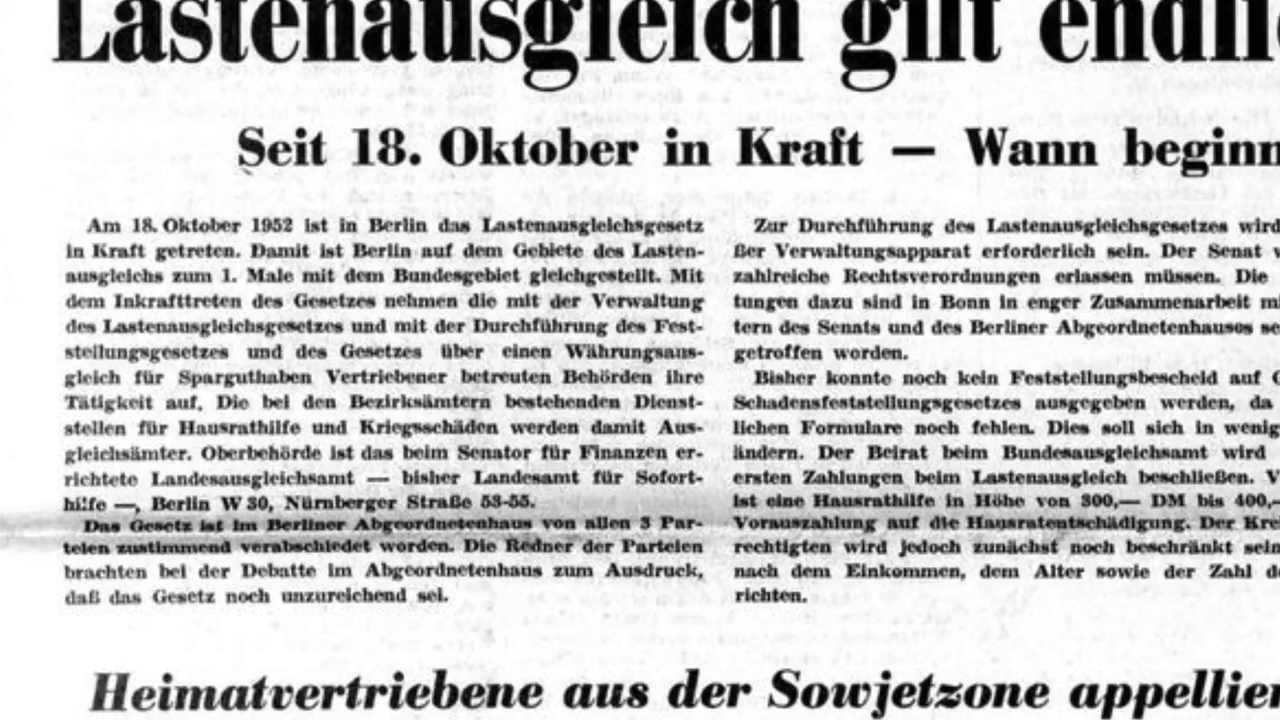 Lastenausgleich gilt endli
Seit 18. Oktober in Kraft — Wann beginn
Am 18. Oktober 1952 ist in Berlin das Lastenausgleichsgesetz
in Kraft getreten. Damit ist Berlin auf dem Gebiete des Lasten-
ausgleichs zum 1. Male mit dem Bundesgebiet gleichgestellt. Mit
dem Inkrafttreten des Gesetzes nehmen die mit der Verwaltung
des Lastenausgleichsgesetzes und mit der Durchführung des Fest-
stellungsgesetzes und des Gesetzes über einen Währungsaus-
gleich für Sparguthaben Vertriebener betreuten Behörden ihre
Tätigkeit auf. Die bei den Bezirksämtern bestehenden Dienst-
stellen für Hausrathilfe und Kriegsschäden werden damit Aus-
gleichsämter. Oberbehörde ist das beim Senator für Finanzen er-
richtete Landesausgleichsamt — bisher Landesamt für Sofort-
hilfe —, Berlin W 30, Nürnberger Straße 53-55.
Das Gesetz ist im Berliner Abgeordnetenhaus von allen 3 Par-
teien zustimmend verabschiedet worden. Die Redner der Parteien
brachten bei der Debatte im Abgeordnetenhaus zum Ausdruck,
daß das Gesetz noch unzureichend sei.
Zur Durchführung des Lastenausgleichsgesetzes wird
ßer Verwaltungsapparat erforderlich sein. Der Senat
zahlreiche Rechtsverordnungen erlassen müssen. Die
tungen dazu sind in Bonn in enger Zusammenarbeit mi
tern des Senats und des Berliner Abgeordnetenhauses se
getroffen worden.
Bisher konnte noch kein Feststellungsbescheid auf
Schadensfeststellungsgesetzes ausgegeben werden, da
lichen Formulare noch fehlen. Dies soll sich in wenig
ändern. Der Beirat beim Bundesausgleichsamt wird
ersten Zahlungen beim Lastenausgleich beschließen. V
ist eine Hausrathilfe in Höhe von 300,— DM bis 400,—
Vorauszahlung auf die Hausratentschädigung. Der Kre
rechtigten wird jedoch zunächst noch beschränkt sein
nach dem Einkommen, dem Alter sowie der Zahl de
richten.
Heimatvertriebene aus der Sowjetzone appellier